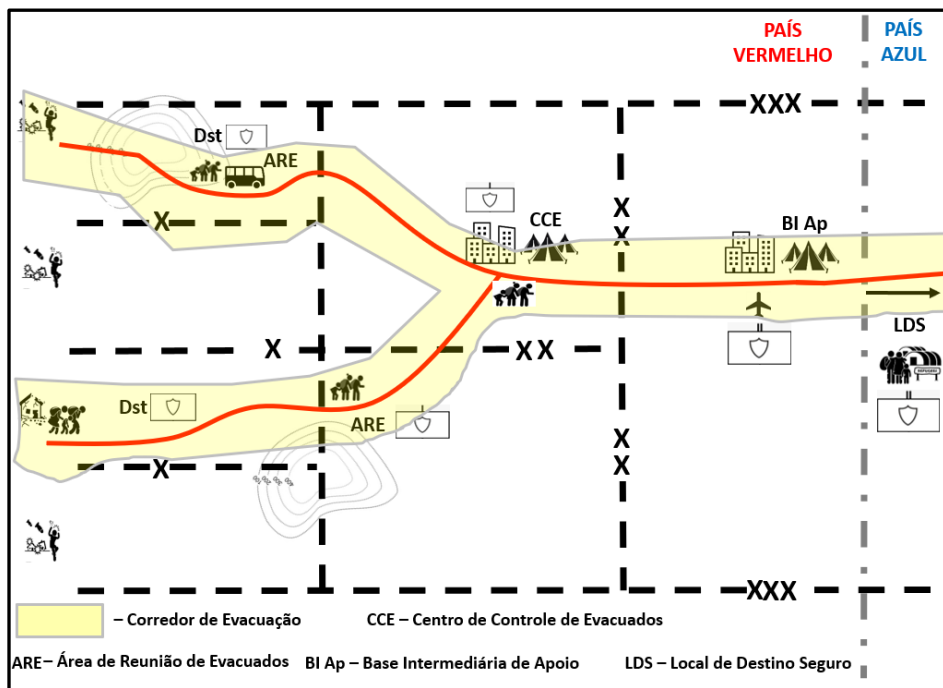 PAÍS
VERMELHO
PAÍS
AZUL
XXX
Dst
ARE
X
X
CCE
X
BI Ap
LDS
X
XX
Dst
ARE
X
X
X
XXX
– Corredor de Evacuação
CCE – Centro de Controle de Evacuados
ARE – Área de Reunião de Evacuados
BI Ap – Base Intermediária de Apoio
LDS – Local de Destino Seguro